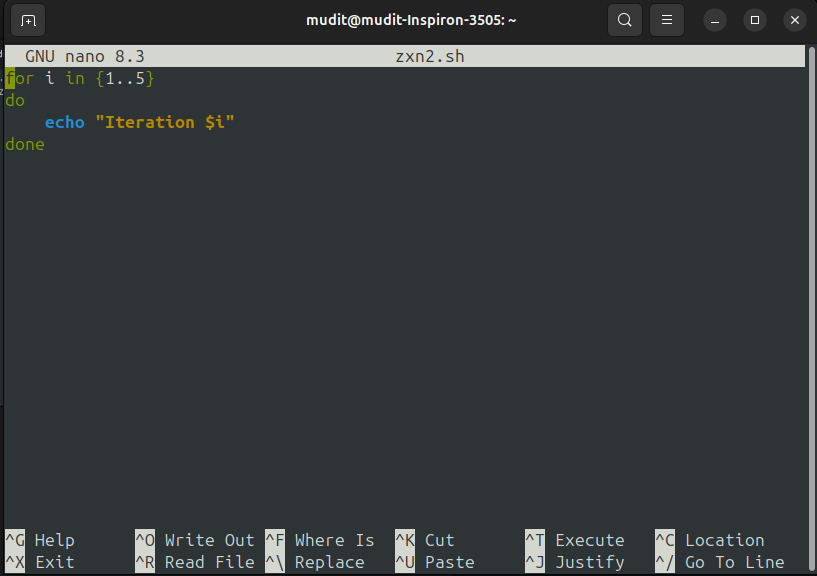 mudit@mudit-Inspiron-3505: ~
GNU nano 8.3 zxn2.sh
for i in {1..5}
do
    echo "Iteration $i"
done
^G Help ^O Write Out ^F Where Is ^K Cut ^T Execute ^C Location
^X Exit ^R Read File ^\ Replace ^U Paste ^J Justify ^/ Go To Line